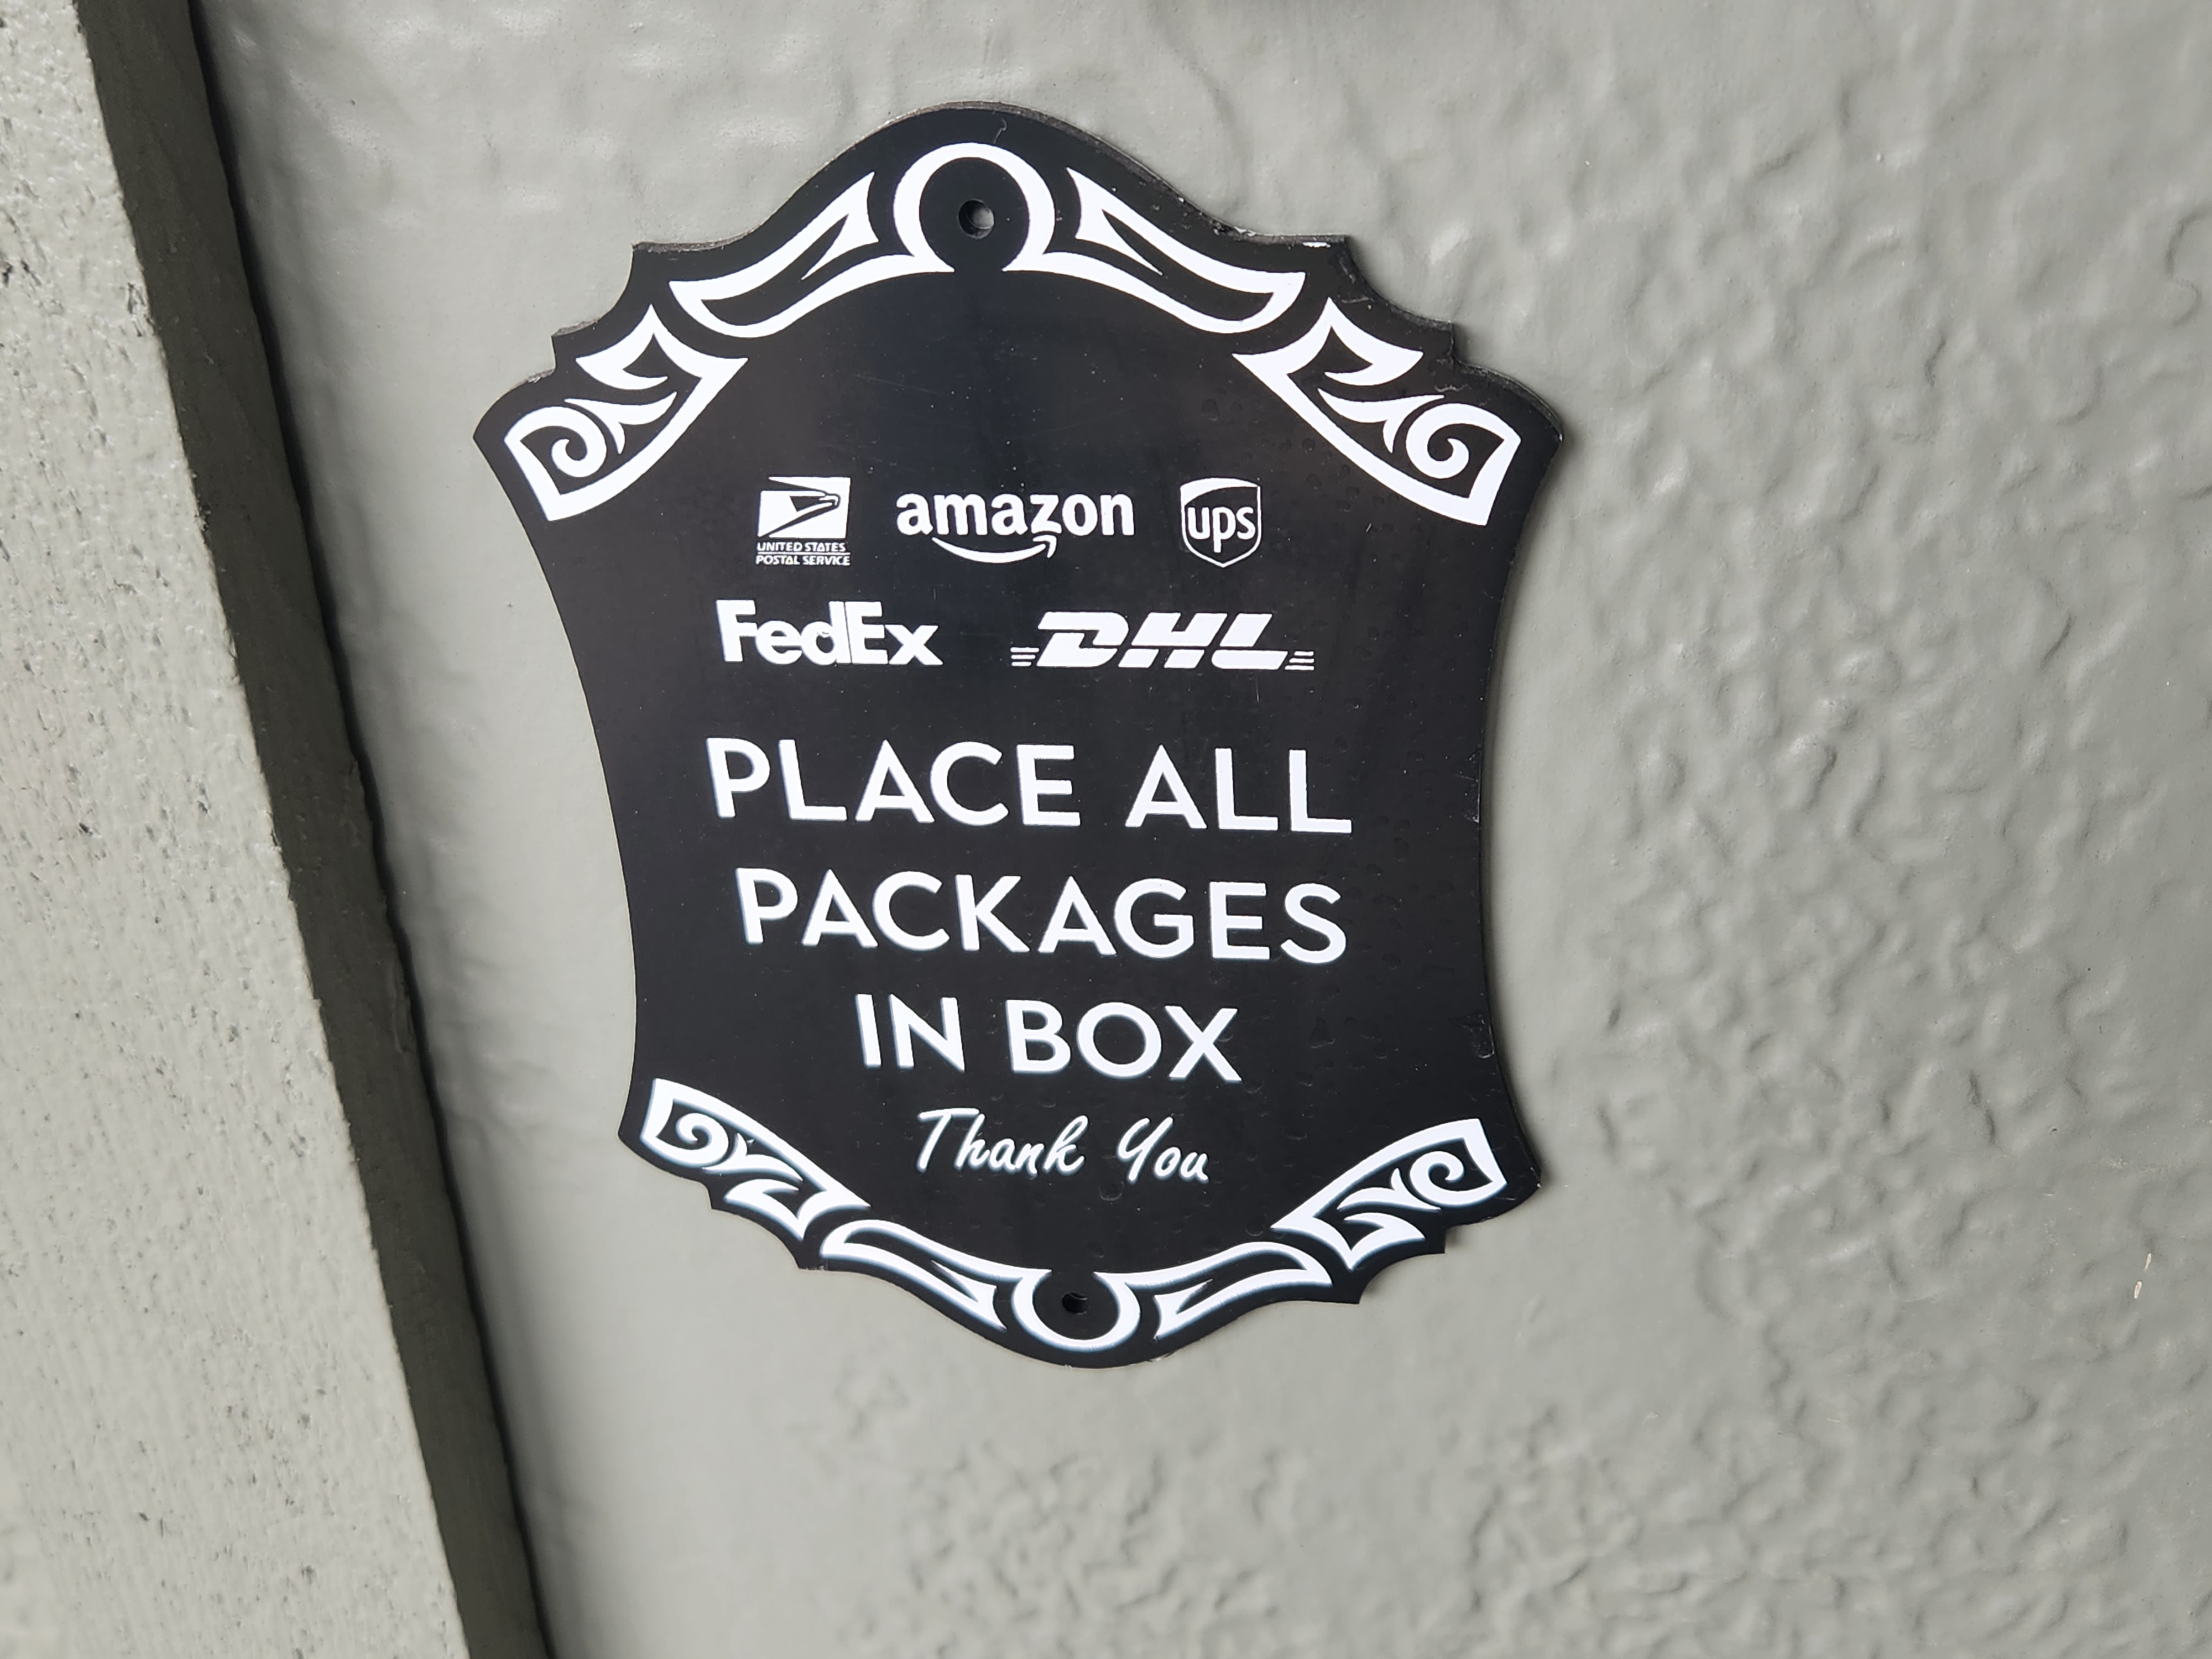 UNITED STATES
POSTAL SERVICE
amazon
ups
FedEx
DHL
PLACE ALL
PACKAGES
IN BOX
Thank You